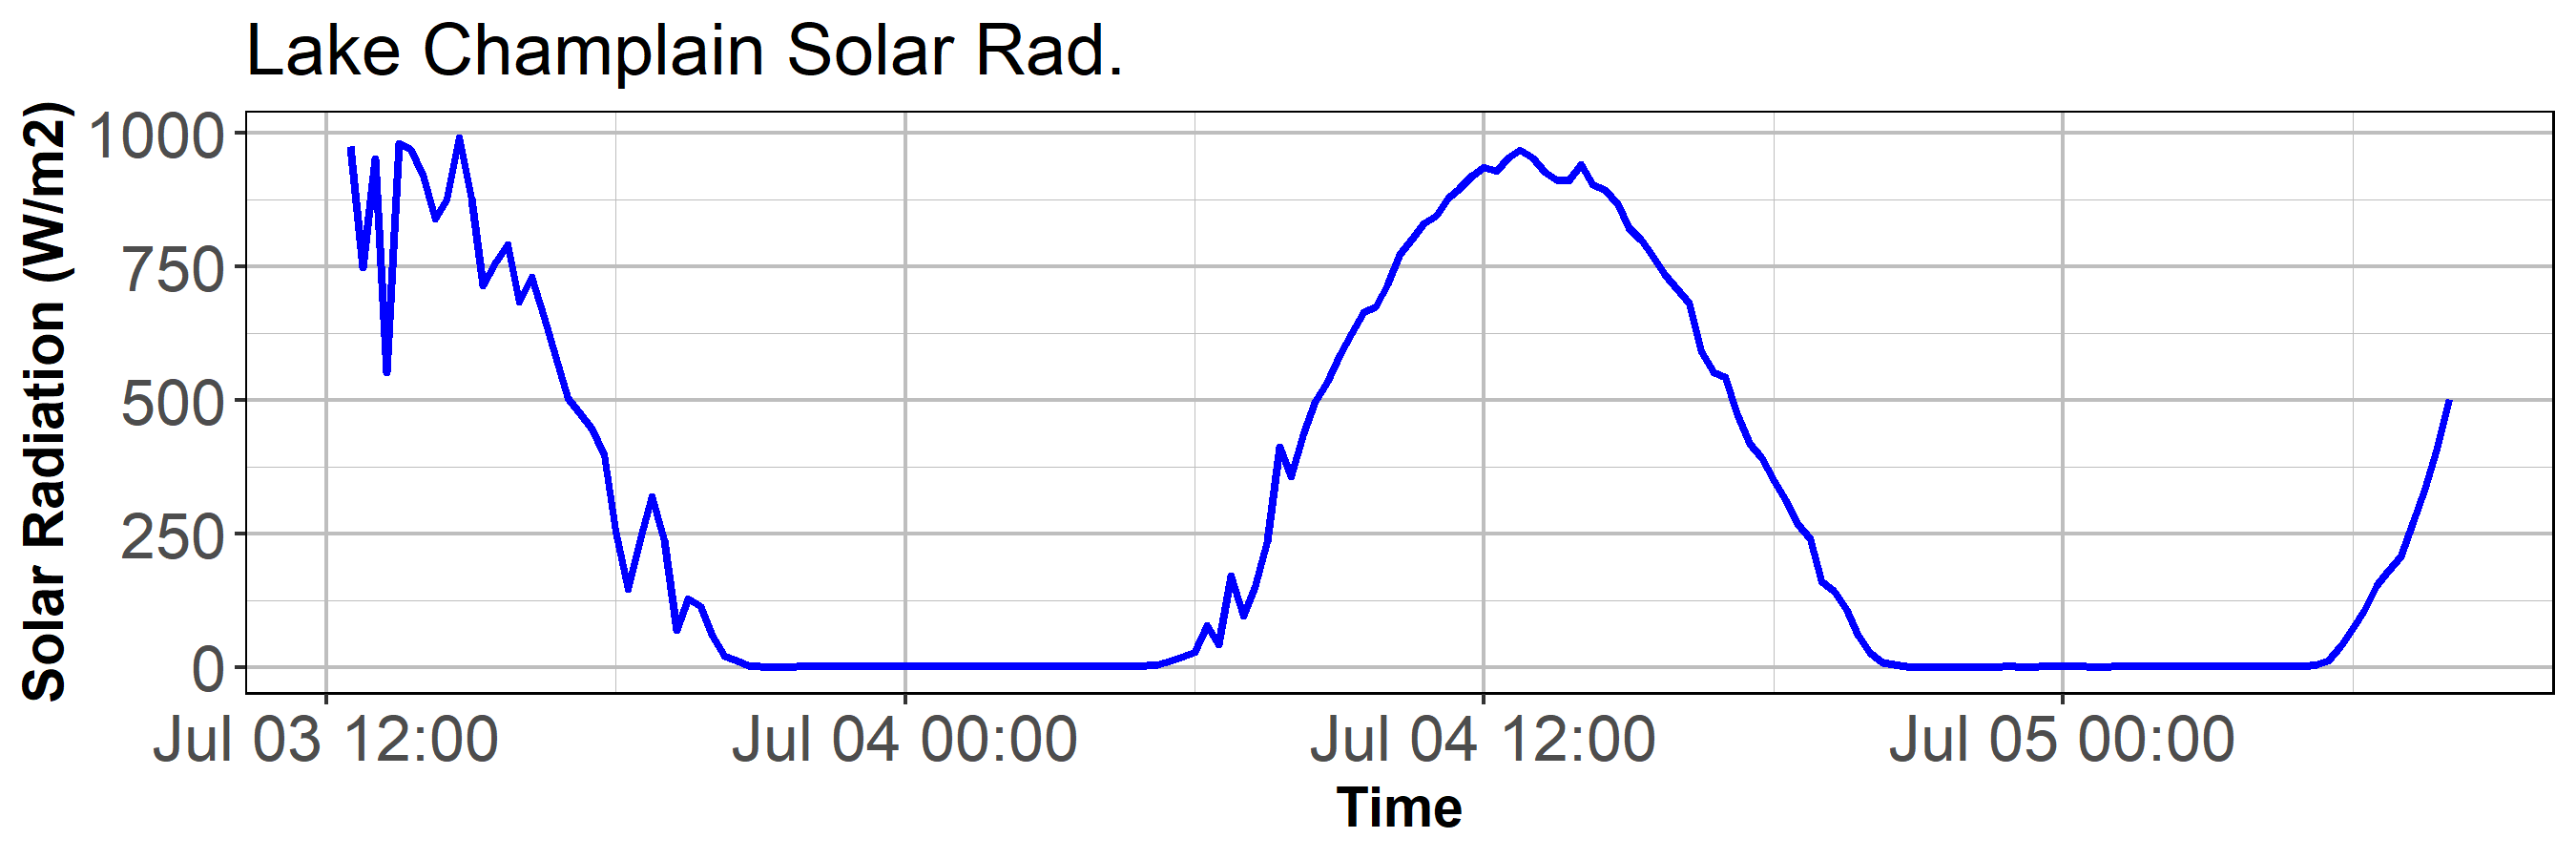 Lake Champlain Solar Rad.
Solar Radiation (W/m2)
1000
750
500
250
0
Jul 03 12:00
Jul 04 00:00
Jul 04 12:00
Jul 05 00:00
Time